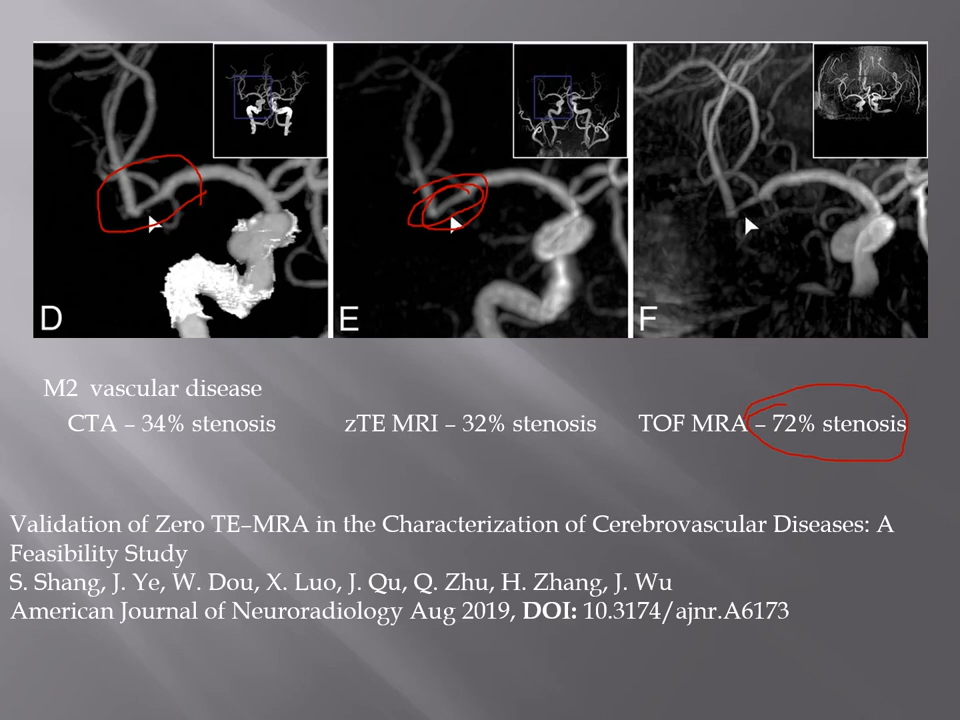 D E F
M2 vascular disease
CTA – 34% stenosis zTE MRI – 32% stenosis TOF MRA – 72% stenosis
Validation of Zero TE–MRA in the Characterization of Cerebrovascular Diseases: A
Feasibility Study
S. Shang, J. Ye, W. Dou, X. Luo, J. Qu, Q. Zhu, H. Zhang, J. Wu
American Journal of Neuroradiology Aug 2019, DOI: 10.3174/ajnr.A6173